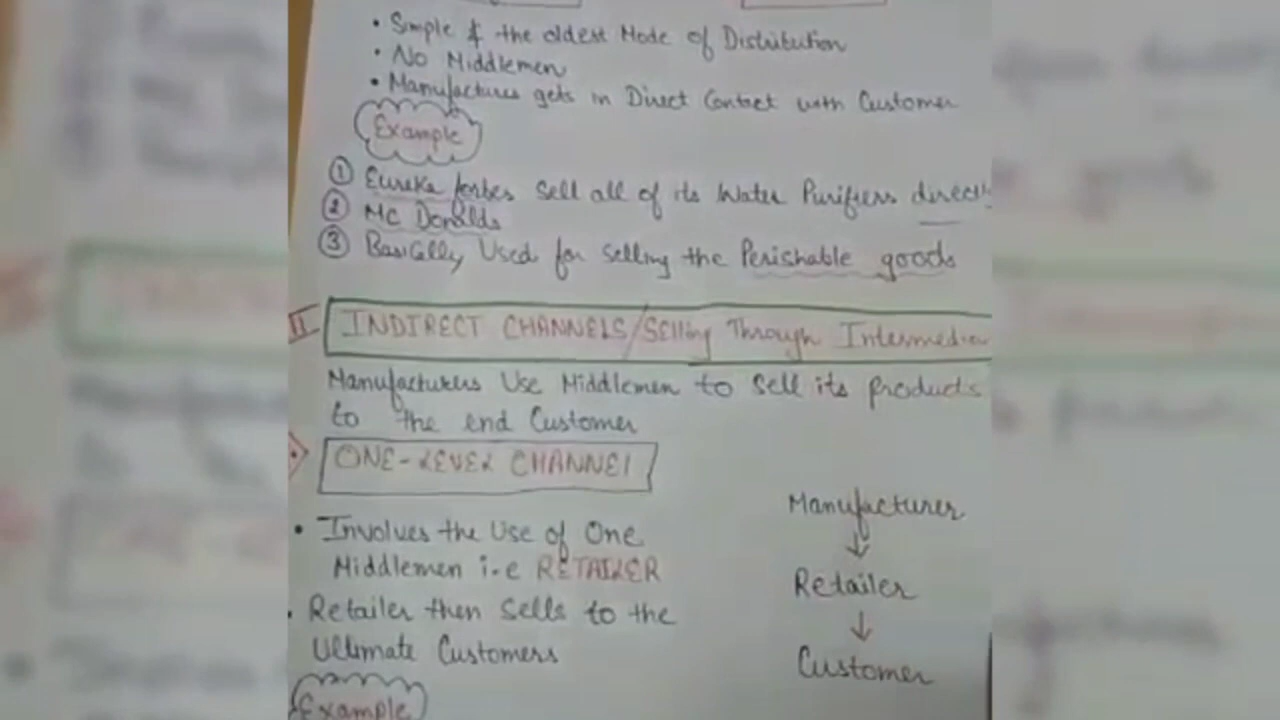 • Simple & the oldest Mode of Distribution
• No Middlemen
• Manufactures gets in Direct Contact with Customer
Example
① Eureka forbes Sell all of its Water Purifiers direct
② Mc Donalds
③ Basically Used for selling the Perishable goods
II INDIRECT CHANNELS/Selling Through Intermedia
Manufacturers Use Middlemen to sell its products
to the end Customer
ONE-LEVEL CHANNEL
• Involves the Use of One
Middlemen i.e RETAILER
• Retailer then Sells to the
Ultimate Customers
Manufacturer
↓
Retailer
↓
Customer
Example